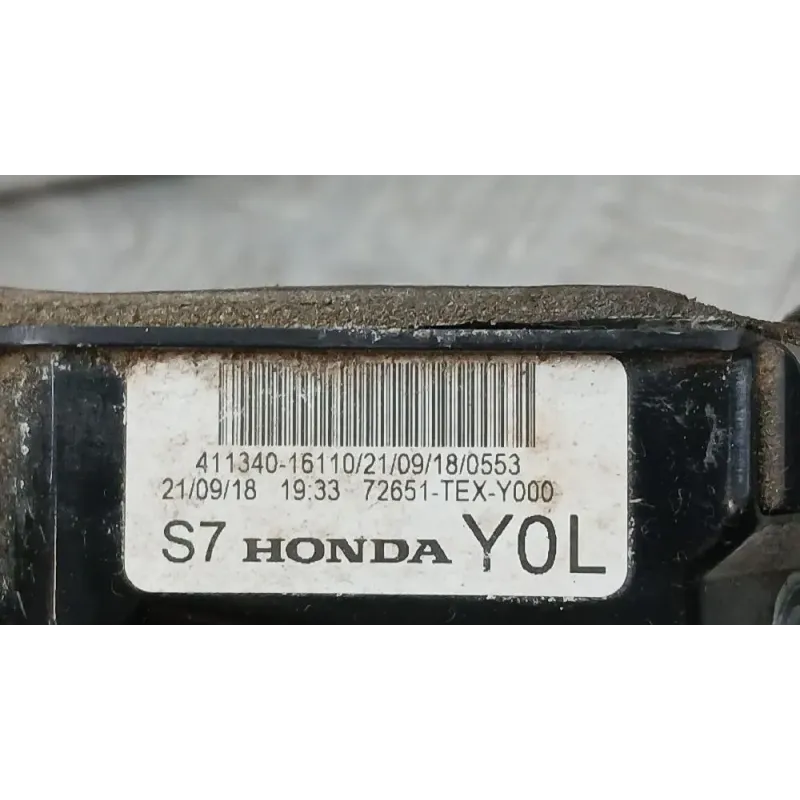 411340-16110/21/09/18/0553
21/09/18 19:33 72651-TEX-Y000
S7 HONDA Y0L